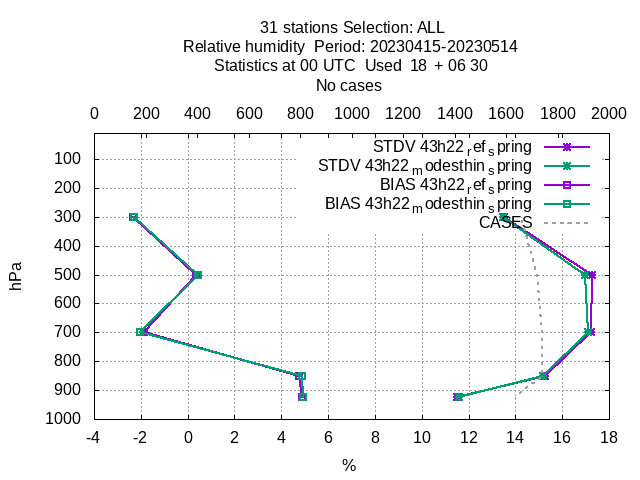 31 stations Selection: ALL
Relative humidity  Period: 20230415-20230514
Statistics at 00 UTC  Used  18  + 06 30
No cases
0 200 400 600 800 1000 1200 1400 1600 1800 2000
STDV 43h22_ref_spring
STDV 43h22_modesthin_spring
BIAS 43h22_ref_spring
BIAS 43h22_modesthin_spring
CASES
100
200
300
400
500
600
700
800
900
1000
hPa
-4 -2 0 2 4 6 8 10 12 14 16 18
%